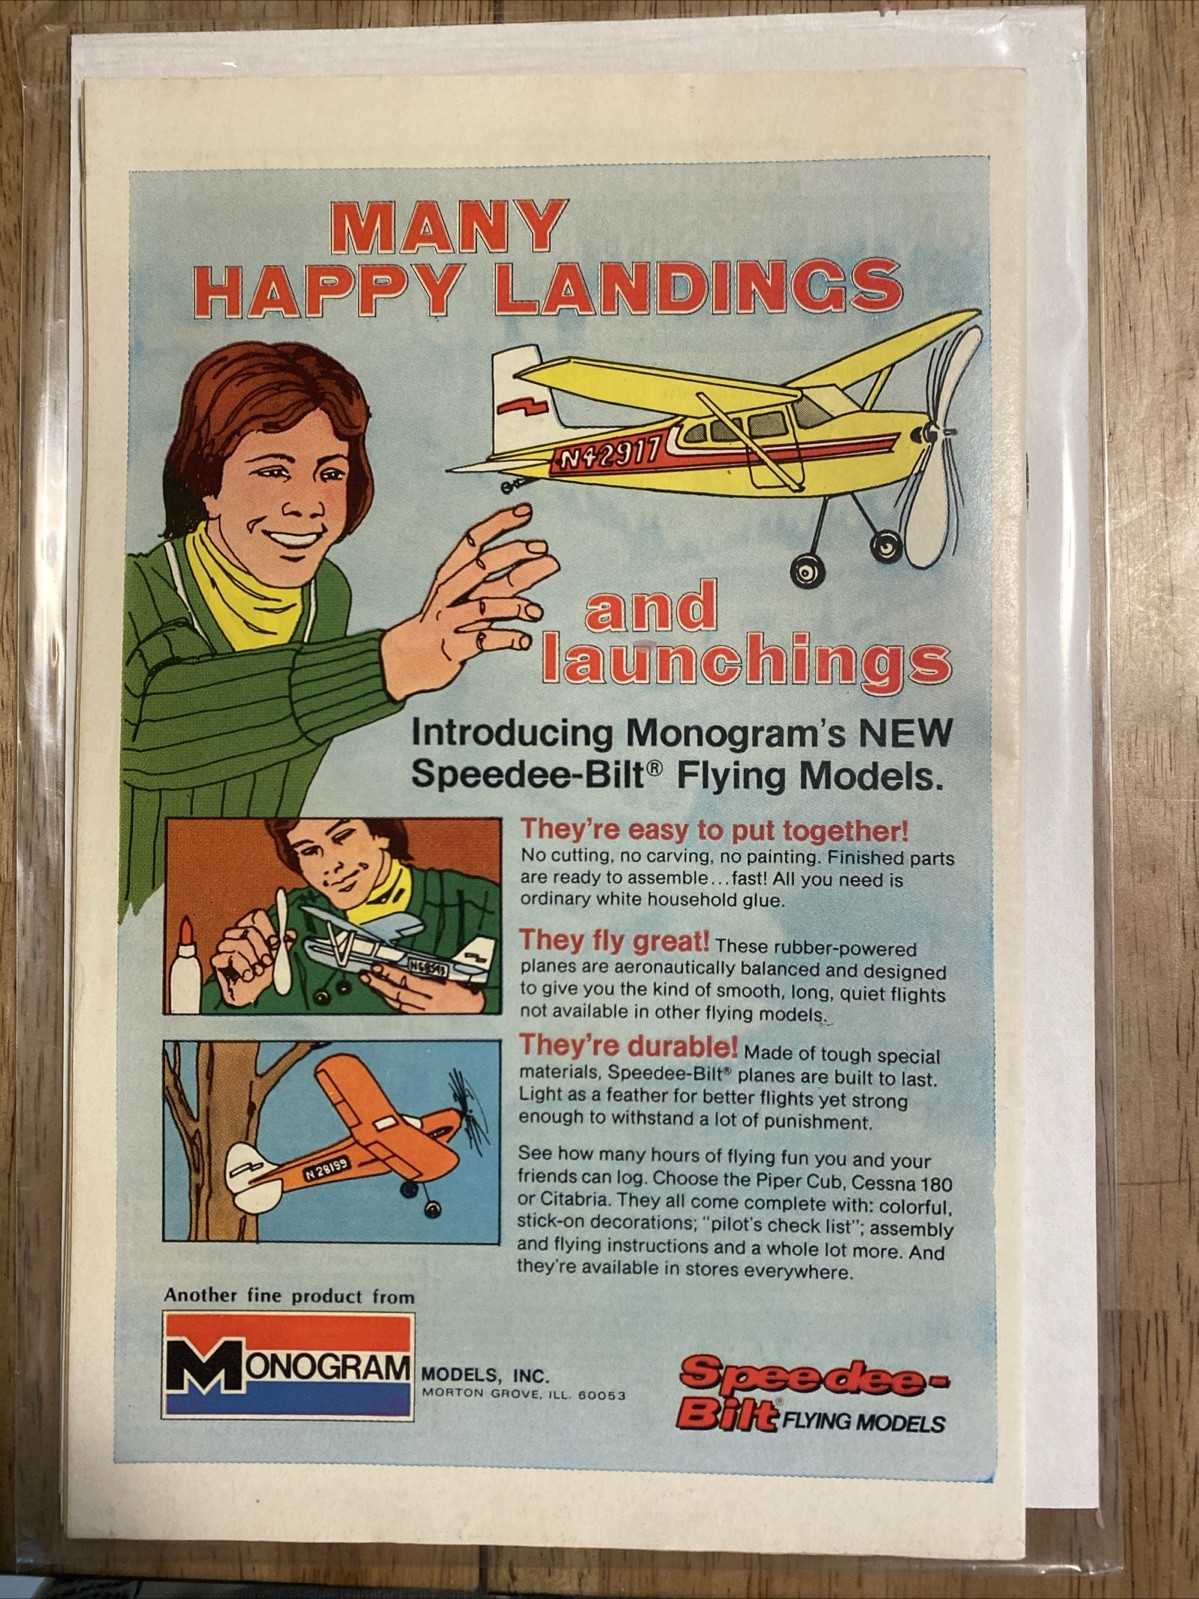 MANY
HAPPY LANDINGS
N42917
and
launchings
Introducing Monogram's NEW
Speedee-Bilt® Flying Models.
They're easy to put together!
No cutting, no carving, no painting. Finished parts
are ready to assemble...fast! All you need is
ordinary white household glue.
They fly great! These rubber-powered
planes are aeronautically balanced and designed
to give you the kind of smooth, long, quiet flights
not available in other flying models.
They're durable! Made of tough special
materials, Speedee-Bilt® planes are built to last.
Light as a feather for better flights yet strong
enough to withstand a lot of punishment.
N28199
See how many hours of flying fun you and your
friends can log. Choose the Piper Cub, Cessna 180
or Citabria. They all come complete with: colorful,
stick-on decorations; "pilot's check list"; assembly
and flying instructions and a whole lot more. And
they're available in stores everywhere.
Another fine product from
MONOGRAM
MODELS, INC.
MORTON GROVE, ILL. 60053
Speedee-
Bilt® FLYING MODELS